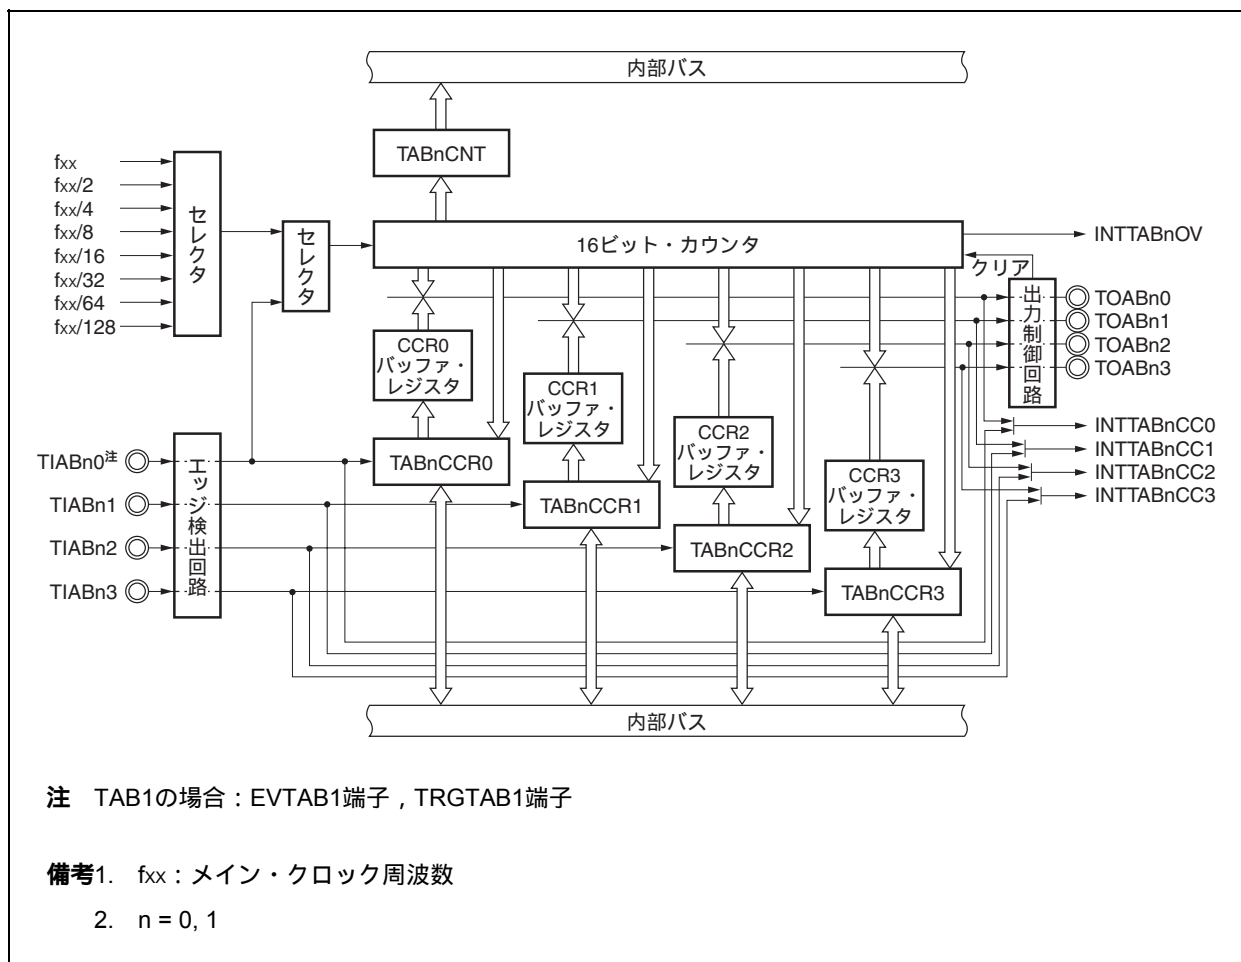 内部バス
TABnCNT
fxx
fxx/2
fxx/4
fxx/8
fxx/16
fxx/32
fxx/64
fxx/128
セレクタ
セレクタ
16ビット・カウンタ
INTTABnOV
クリア
出力制御回路
TOABn0
TOABn1
TOABn2
TOABn3
CCR0
バッファ・
レジスタ
CCR1
バッファ・
レジスタ
CCR2
バッファ・
レジスタ
CCR3
バッファ・
レジスタ
INTTABnCC0
INTTABnCC1
INTTABnCC2
INTTABnCC3
TIABn0注
TIABn1
TIABn2
TIABn3
エッジ検出回路
TABnCCR0
TABnCCR1
TABnCCR2
TABnCCR3
内部バス
注 TAB1の場合：EVTAB1端子，TRGTAB1端子
備考1. fxx：メイン・クロック周波数
2. n = 0, 1